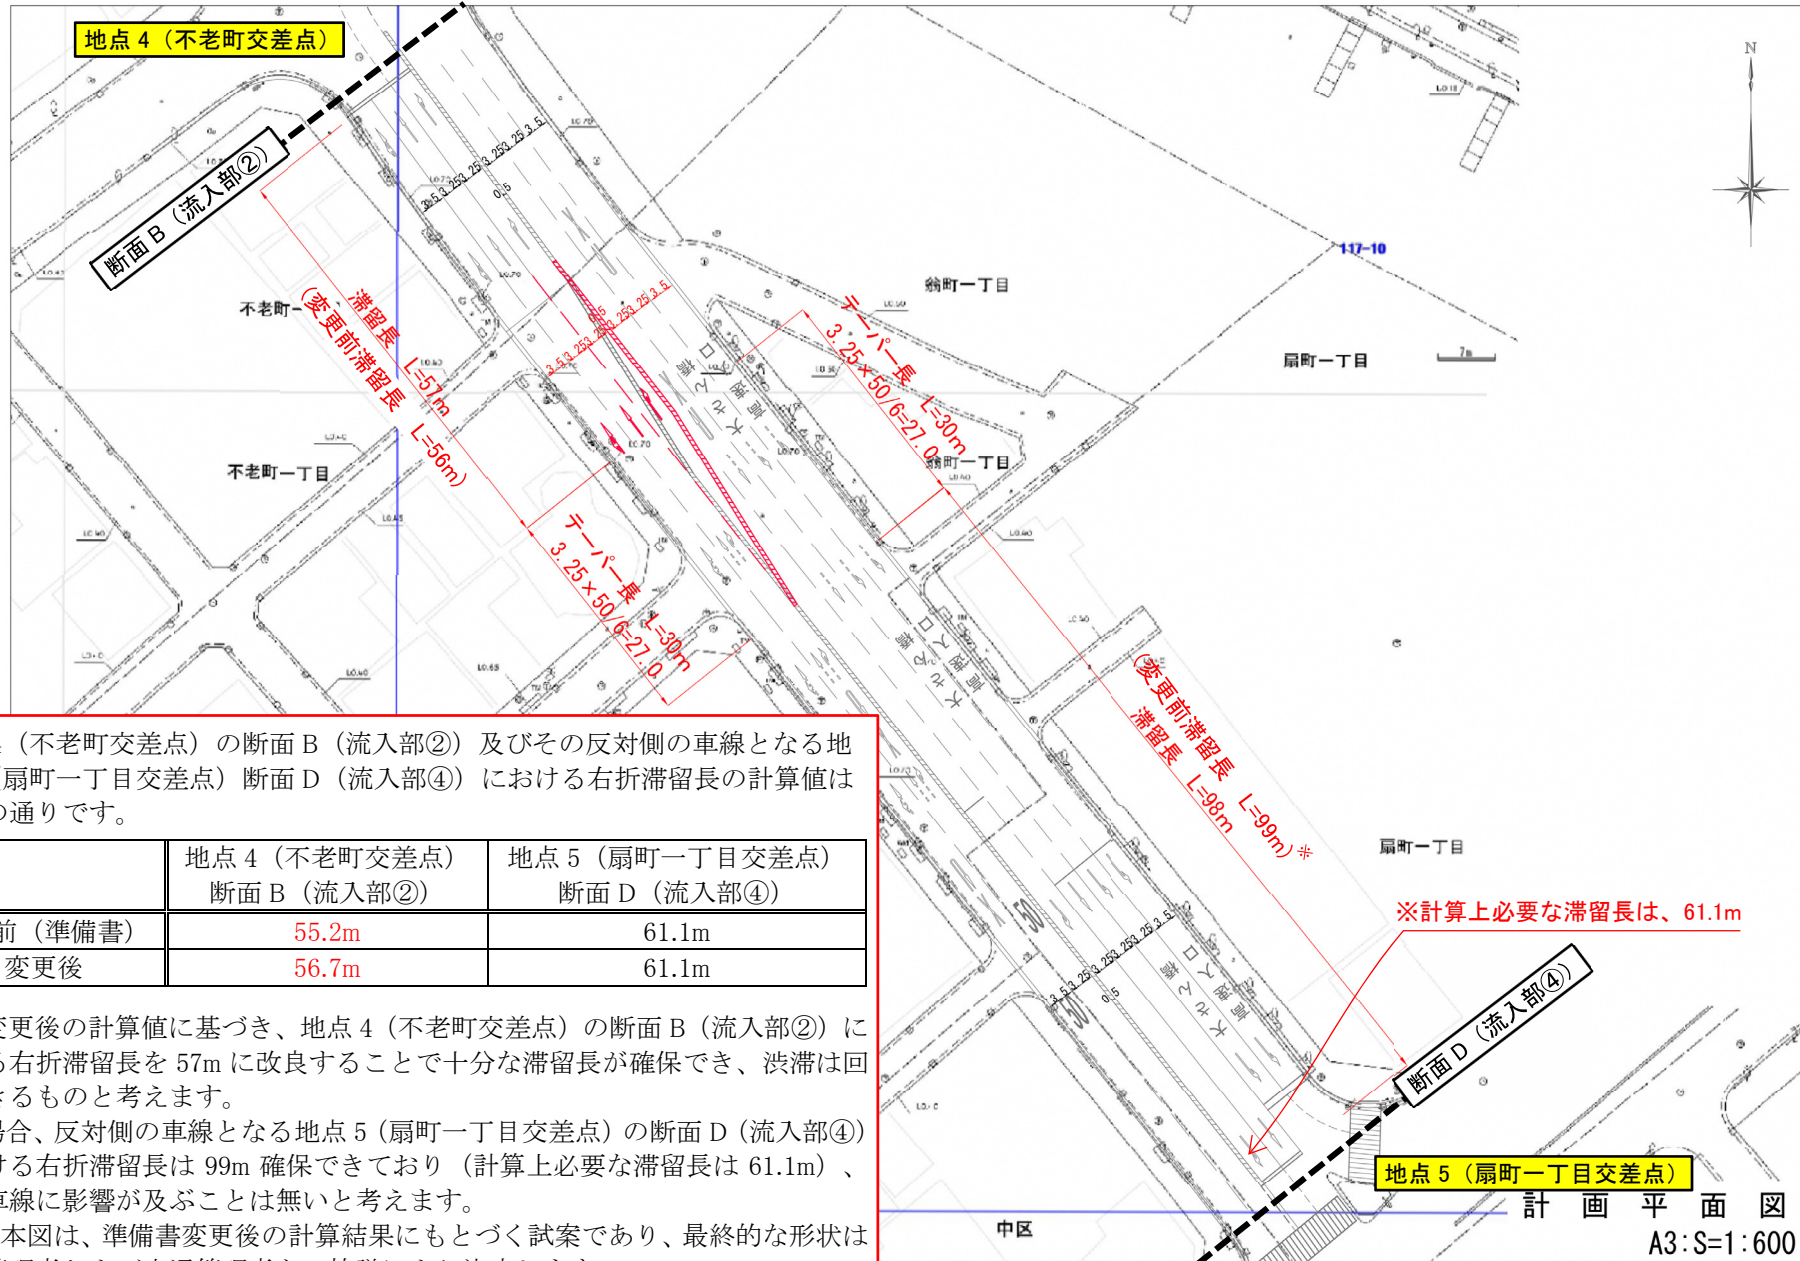 地点 4（不老町交差点）
断面 B（流入部②）
N
117-10
翁町一丁目
扇町一丁目
7m
不老町一丁目
翁町一丁目
滞留長 L=57m
(変更前滞留長 L=56m)
テーパー長 L=30m
3.25×50/6=27.0
テーパー長 L=30m
3.25×50/6=27.0
(変更前滞留長 L=99m)※
滞留長 L=98m
扇町一丁目
※計算上必要な滞留長は、61.1m
断面 D（流入部④）
地点 5（扇町一丁目交差点）
計画平面図
A3:S=1:600
中区
（不老町交差点）の断面 B（流入部②）及びその反対側の車線となる地
扇町一丁目交差点）断面 D（流入部④）における右折滞留長の計算値は
通りです。
地点 4（不老町交差点）
断面 B（流入部②）
地点 5（扇町一丁目交差点）
断面 D（流入部④）
前（準備書） 55.2m 61.1m
変更後 56.7m 61.1m
変更後の計算値に基づき、地点 4（不老町交差点）の断面 B（流入部②）に
る右折滞留長を 57m に改良することで十分な滞留長が確保でき、渋滞は回
きるものと考えます。
場合、反対側の車線となる地点 5（扇町一丁目交差点）の断面 D（流入部④）
ける右折滞留長は 99m 確保できており（計算上必要な滞留長は 61.1m）、
車線に影響が及ぶことは無いと考えます。
本図は、準備書変更後の計算結果にもとづく試案であり、最終的な形状は